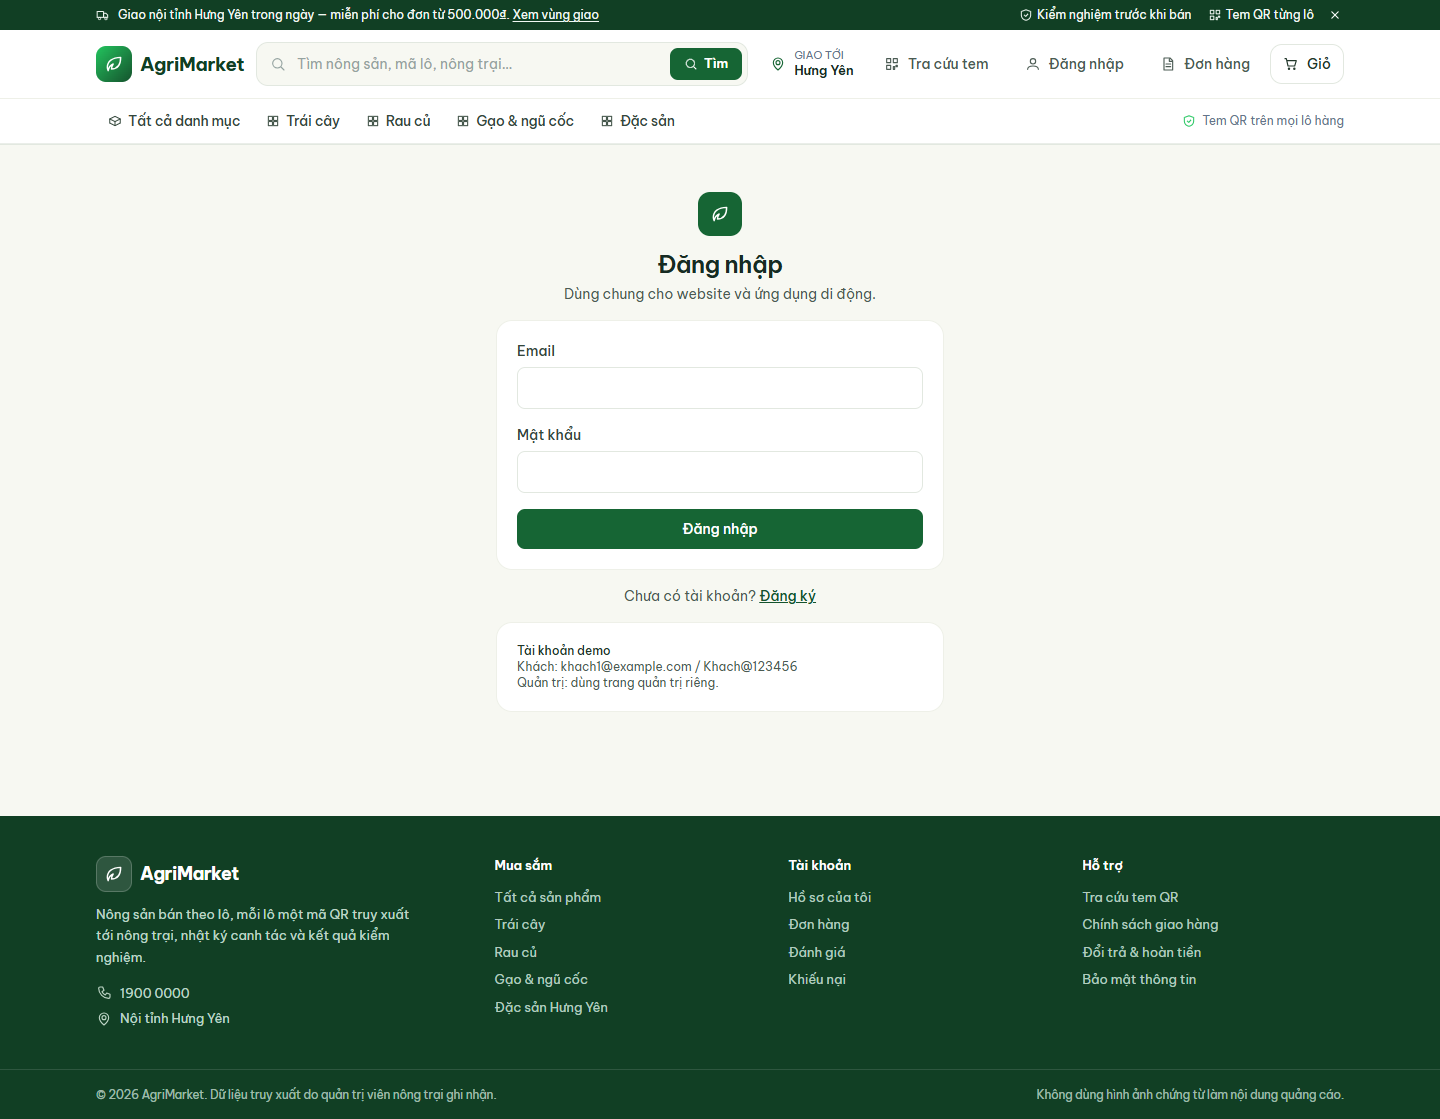 Giao nội tỉnh Hưng Yên trong ngày — miễn phí cho đơn từ 500.000₫. Xem vùng giao
Kiểm nghiệm trước khi bán
Tem QR từng lô
AgriMarket
Tìm nông sản, mã lô, nông trại...
Tìm
GIAO TỚI
Hưng Yên
Tra cứu tem
Đăng nhập
Đơn hàng
Giỏ
Tất cả danh mục
Trái cây
Rau củ
Gạo & ngũ cốc
Đặc sản
Tem QR trên mọi lô hàng
Đăng nhập
Dùng chung cho website và ứng dụng di động.
Email
Mật khẩu
Đăng nhập
Chưa có tài khoản? Đăng ký
Tài khoản demo
Khách: khach1@example.com / Khach@123456
Quản trị: dùng trang quản trị riêng.
AgriMarket
Nông sản bán theo lô, mỗi lô một mã QR truy xuất
tới nông trại, nhật ký canh tác và kết quả kiểm
nghiệm.
1900 0000
Nội tỉnh Hưng Yên
Mua sắm
Tất cả sản phẩm
Trái cây
Rau củ
Gạo & ngũ cốc
Đặc sản Hưng Yên
Tài khoản
Hồ sơ của tôi
Đơn hàng
Đánh giá
Khiếu nại
Hỗ trợ
Tra cứu tem QR
Chính sách giao hàng
Đổi trả & hoàn tiền
Bảo mật thông tin
© 2026 AgriMarket. Dữ liệu truy xuất do quản trị viên nông trại ghi nhận.
Không dùng hình ảnh chứng từ làm nội dung quảng cáo.